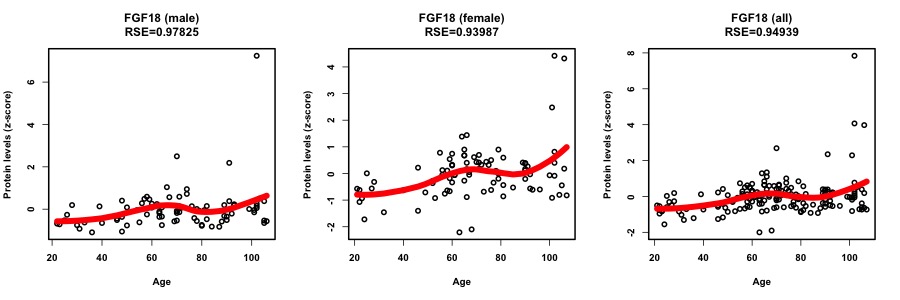 FGF18 (male)
RSE=0.97825
Protein levels (z-score)
6
4
2
0
20 40 60 80 100
Age
FGF18 (female)
RSE=0.93987
Protein levels (z-score)
4
3
2
1
0
-1
-2
20 40 60 80 100
Age
FGF18 (all)
RSE=0.94939
Protein levels (z-score)
8
6
4
2
0
-2
20 40 60 80 100
Age